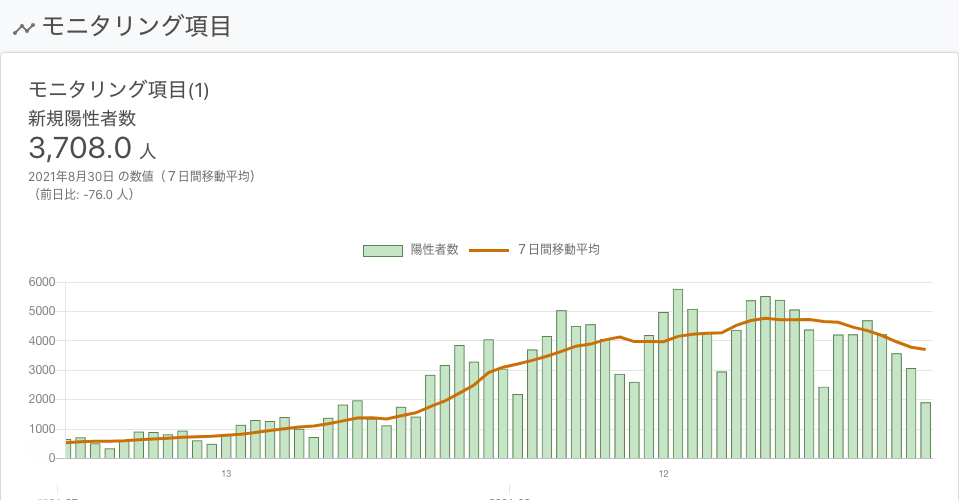 モニタリング項目
モニタリング項目(1)
新規陽性者数
3,708.0 人
2021年8月30日 の数値（７日間移動平均）
（前日比: -76.0 人）
陽性者数 ７日間移動平均
6000
5000
4000
3000
2000
1000
0
13 12